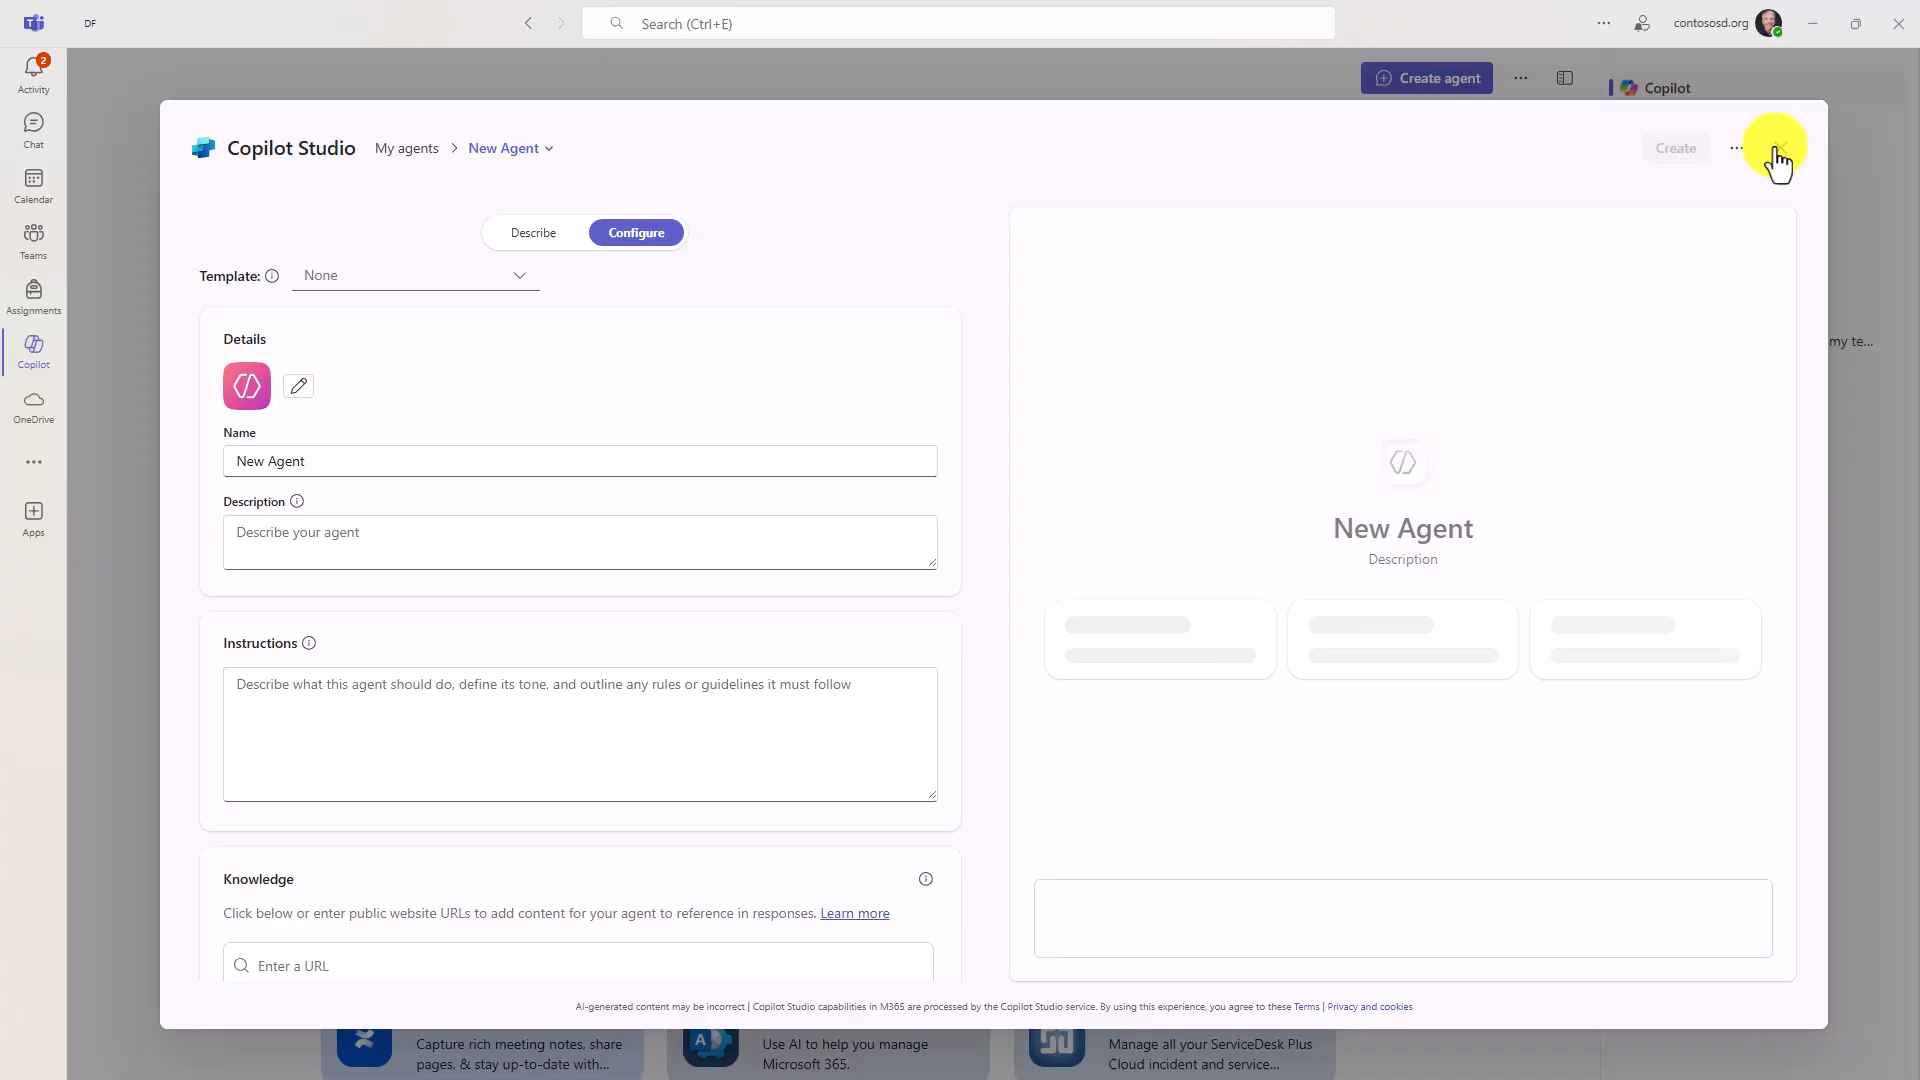 DF
Search (Ctrl+E)
contososd.org
2
Activity
Chat
Calendar
Teams
Assignments
Copilot
OneDrive
Apps
Create agent
Copilot
Copilot Studio
My agents > New Agent
Create
Describe
Configure
Template:
None
my te...
Details
Name
New Agent
Description
Describe your agent
Instructions
Describe what this agent should do, define its tone, and outline any rules or guidelines it must follow
Knowledge
Click below or enter public website URLs to add content for your agent to reference in responses. Learn more
Enter a URL
New Agent
Description
AI-generated content may be incorrect | Copilot Studio capabilities in M365 are processed by the Copilot Studio service. By using this experience, you agree to these Terms | Privacy and cookies
Capture rich meeting notes, share
pages, & stay up-to-date with...
Use AI to help you manage
Microsoft 365.
Manage all your ServiceDesk Plus
Cloud incident and service...